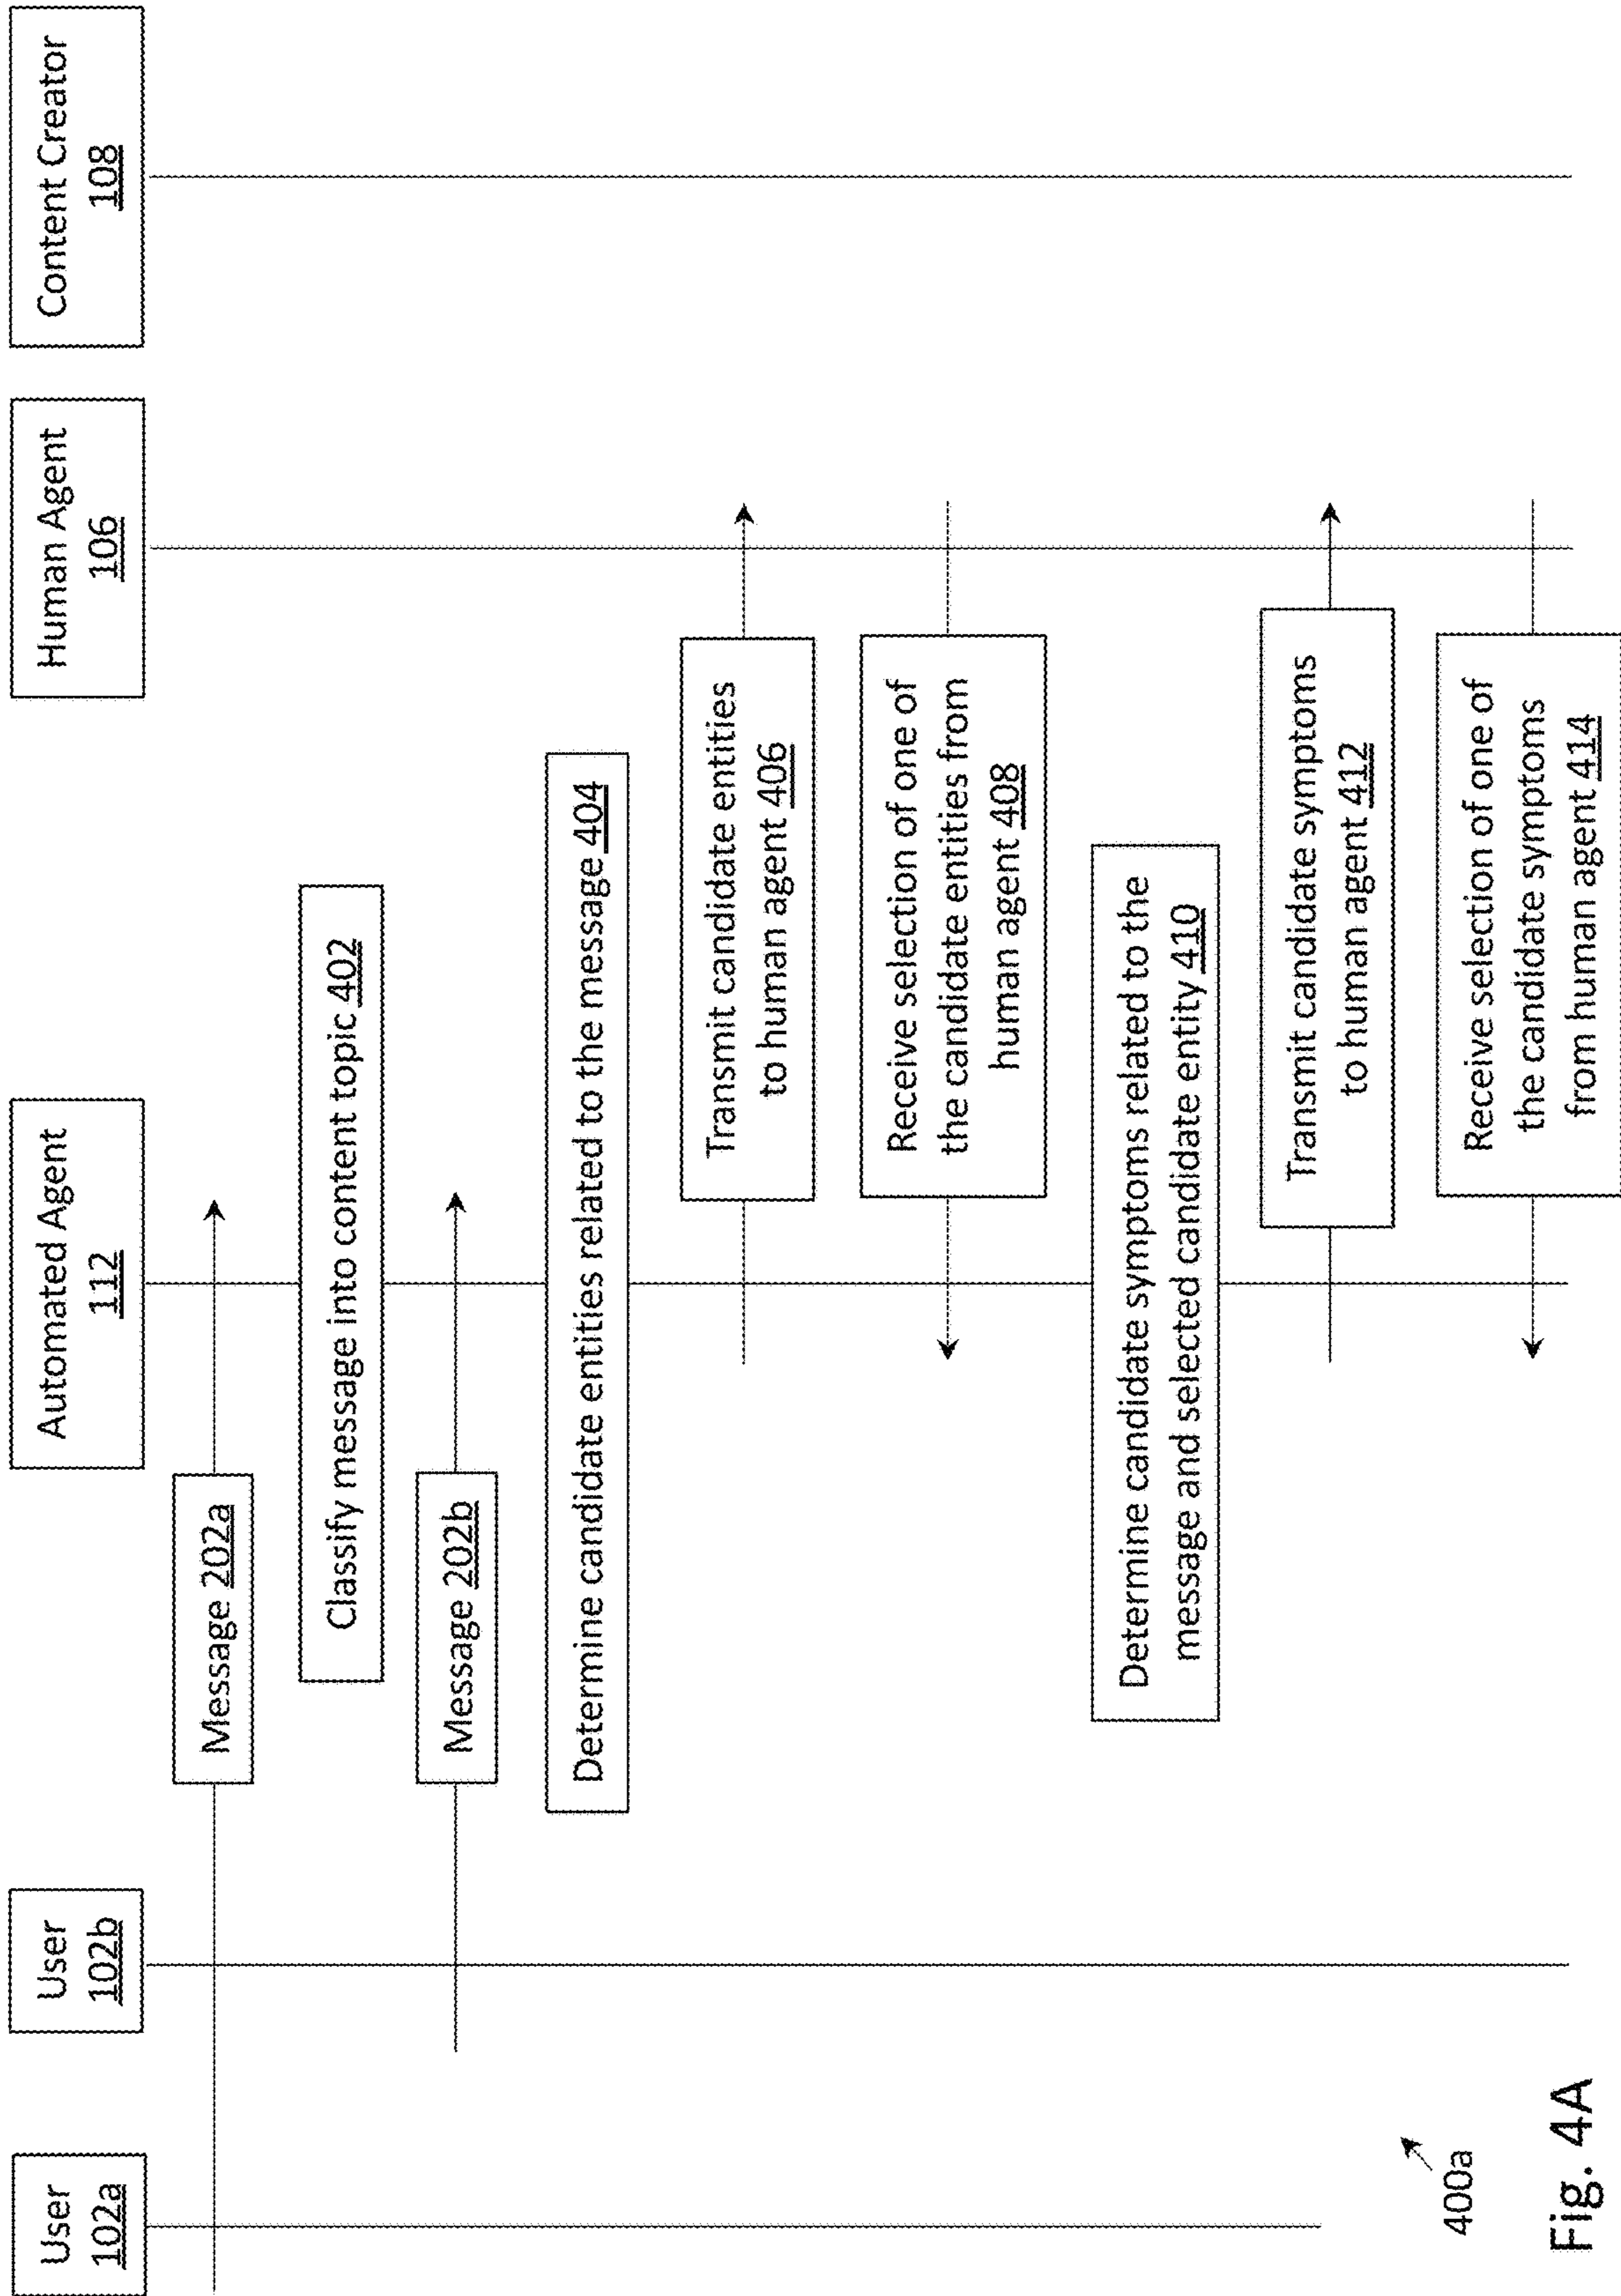 User
102a
User
102b
Automated Agent
112
Human Agent
106
Content Creator
108
Message 202a
Classify message into content topic 402
Message 202b
Determine candidate entities related to the message 404
Transmit candidate entities
to human agent 406
Receive selection of one of
the candidate entities from
human agent 408
Determine candidate symptoms related to the
message and selected candidate entity 410
Transmit candidate symptoms
to human agent 412
Receive selection of one of
the candidate symptoms
from human agent 414
400a
Fig. 4A